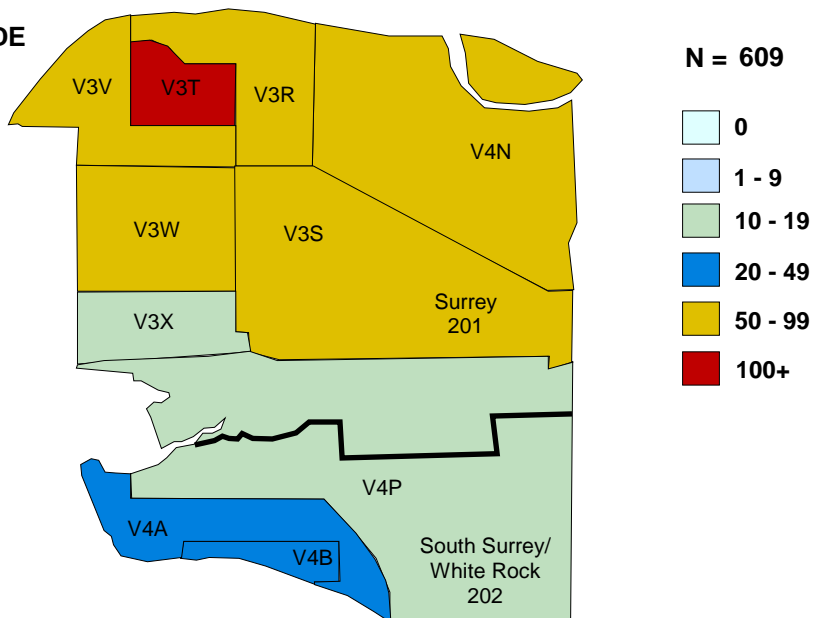 DE
N = 609
V3V
V3T
V3R
V4N
V3W
V3S
V3X
Surrey
201
V4P
V4A
V4B
South Surrey/
White Rock
202
0
1 - 9
10 - 19
20 - 49
50 - 99
100+